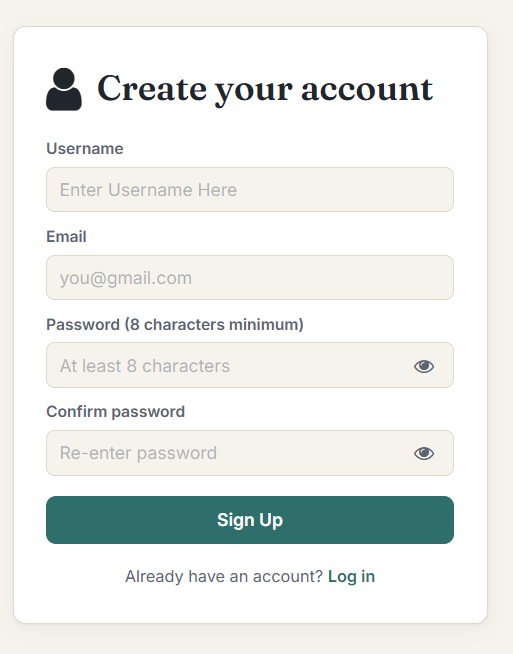 Create your account
Username
Enter Username Here
Email
you@gmail.com
Password (8 characters minimum)
At least 8 characters
Confirm password
Re-enter password
Sign Up
Already have an account? Log in